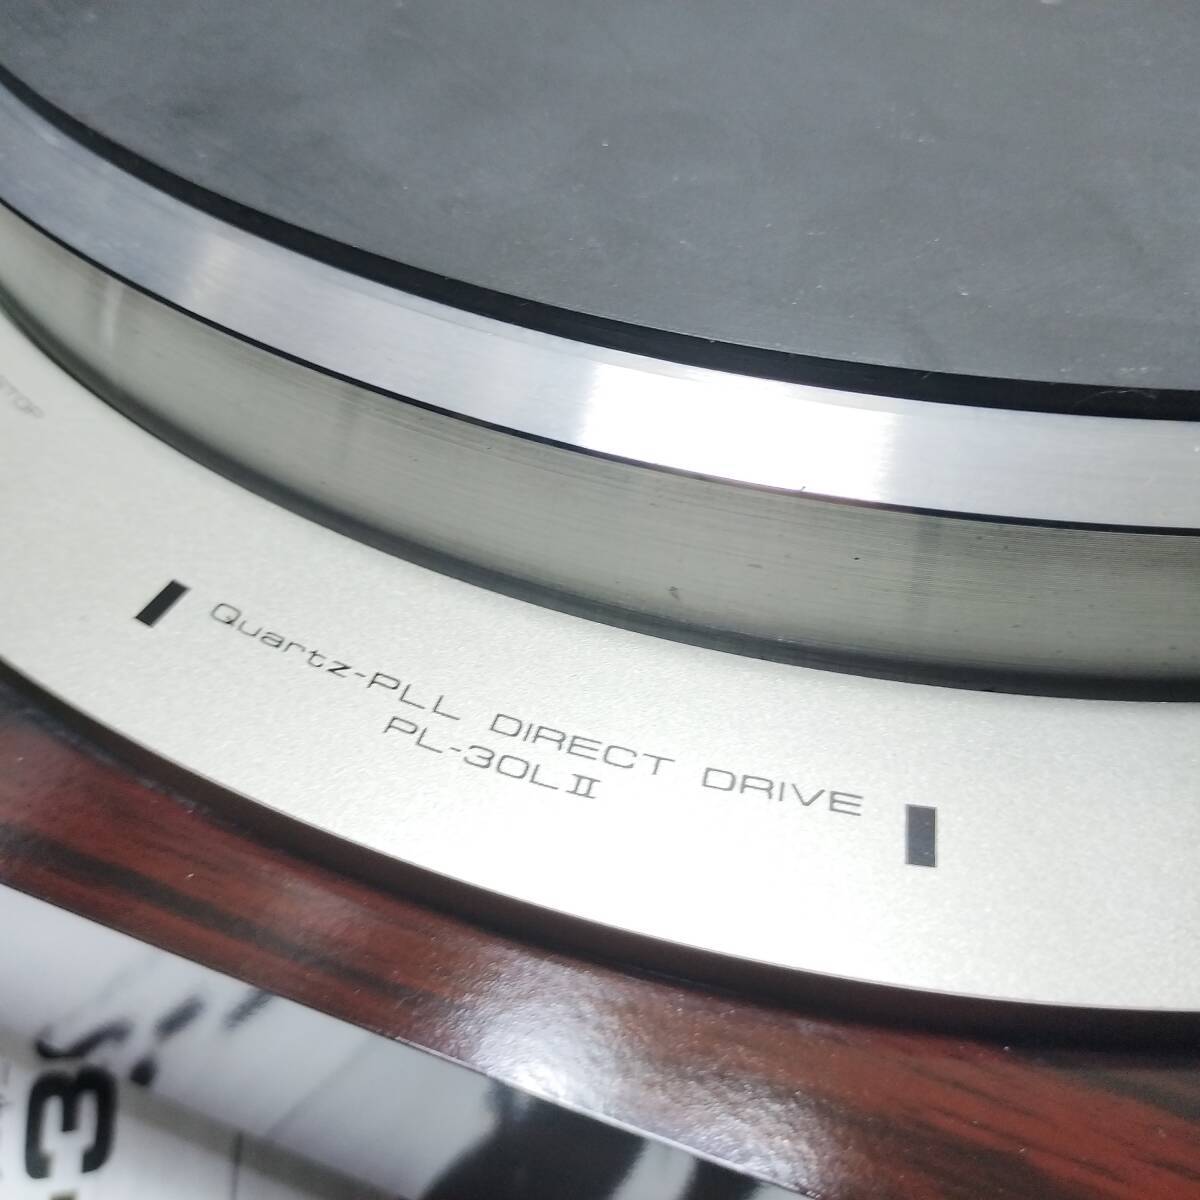 Quartz-PLL DIRECT DRIVE
PL-30LII